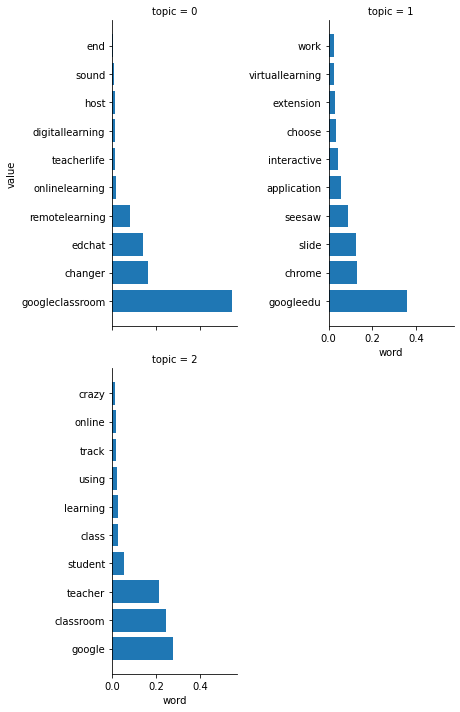 topic = 0
value
end
sound
host
digitallearning
teacherlife
onlinelearning
remotelearning
edchat
changer
googleclassroom
topic = 1
work
virtuallearning
extension
choose
interactive
application
seesaw
slide
chrome
googleedu
0.0 0.2 0.4
word
topic = 2
crazy
online
track
using
learning
class
student
teacher
classroom
google
0.0 0.2 0.4
word